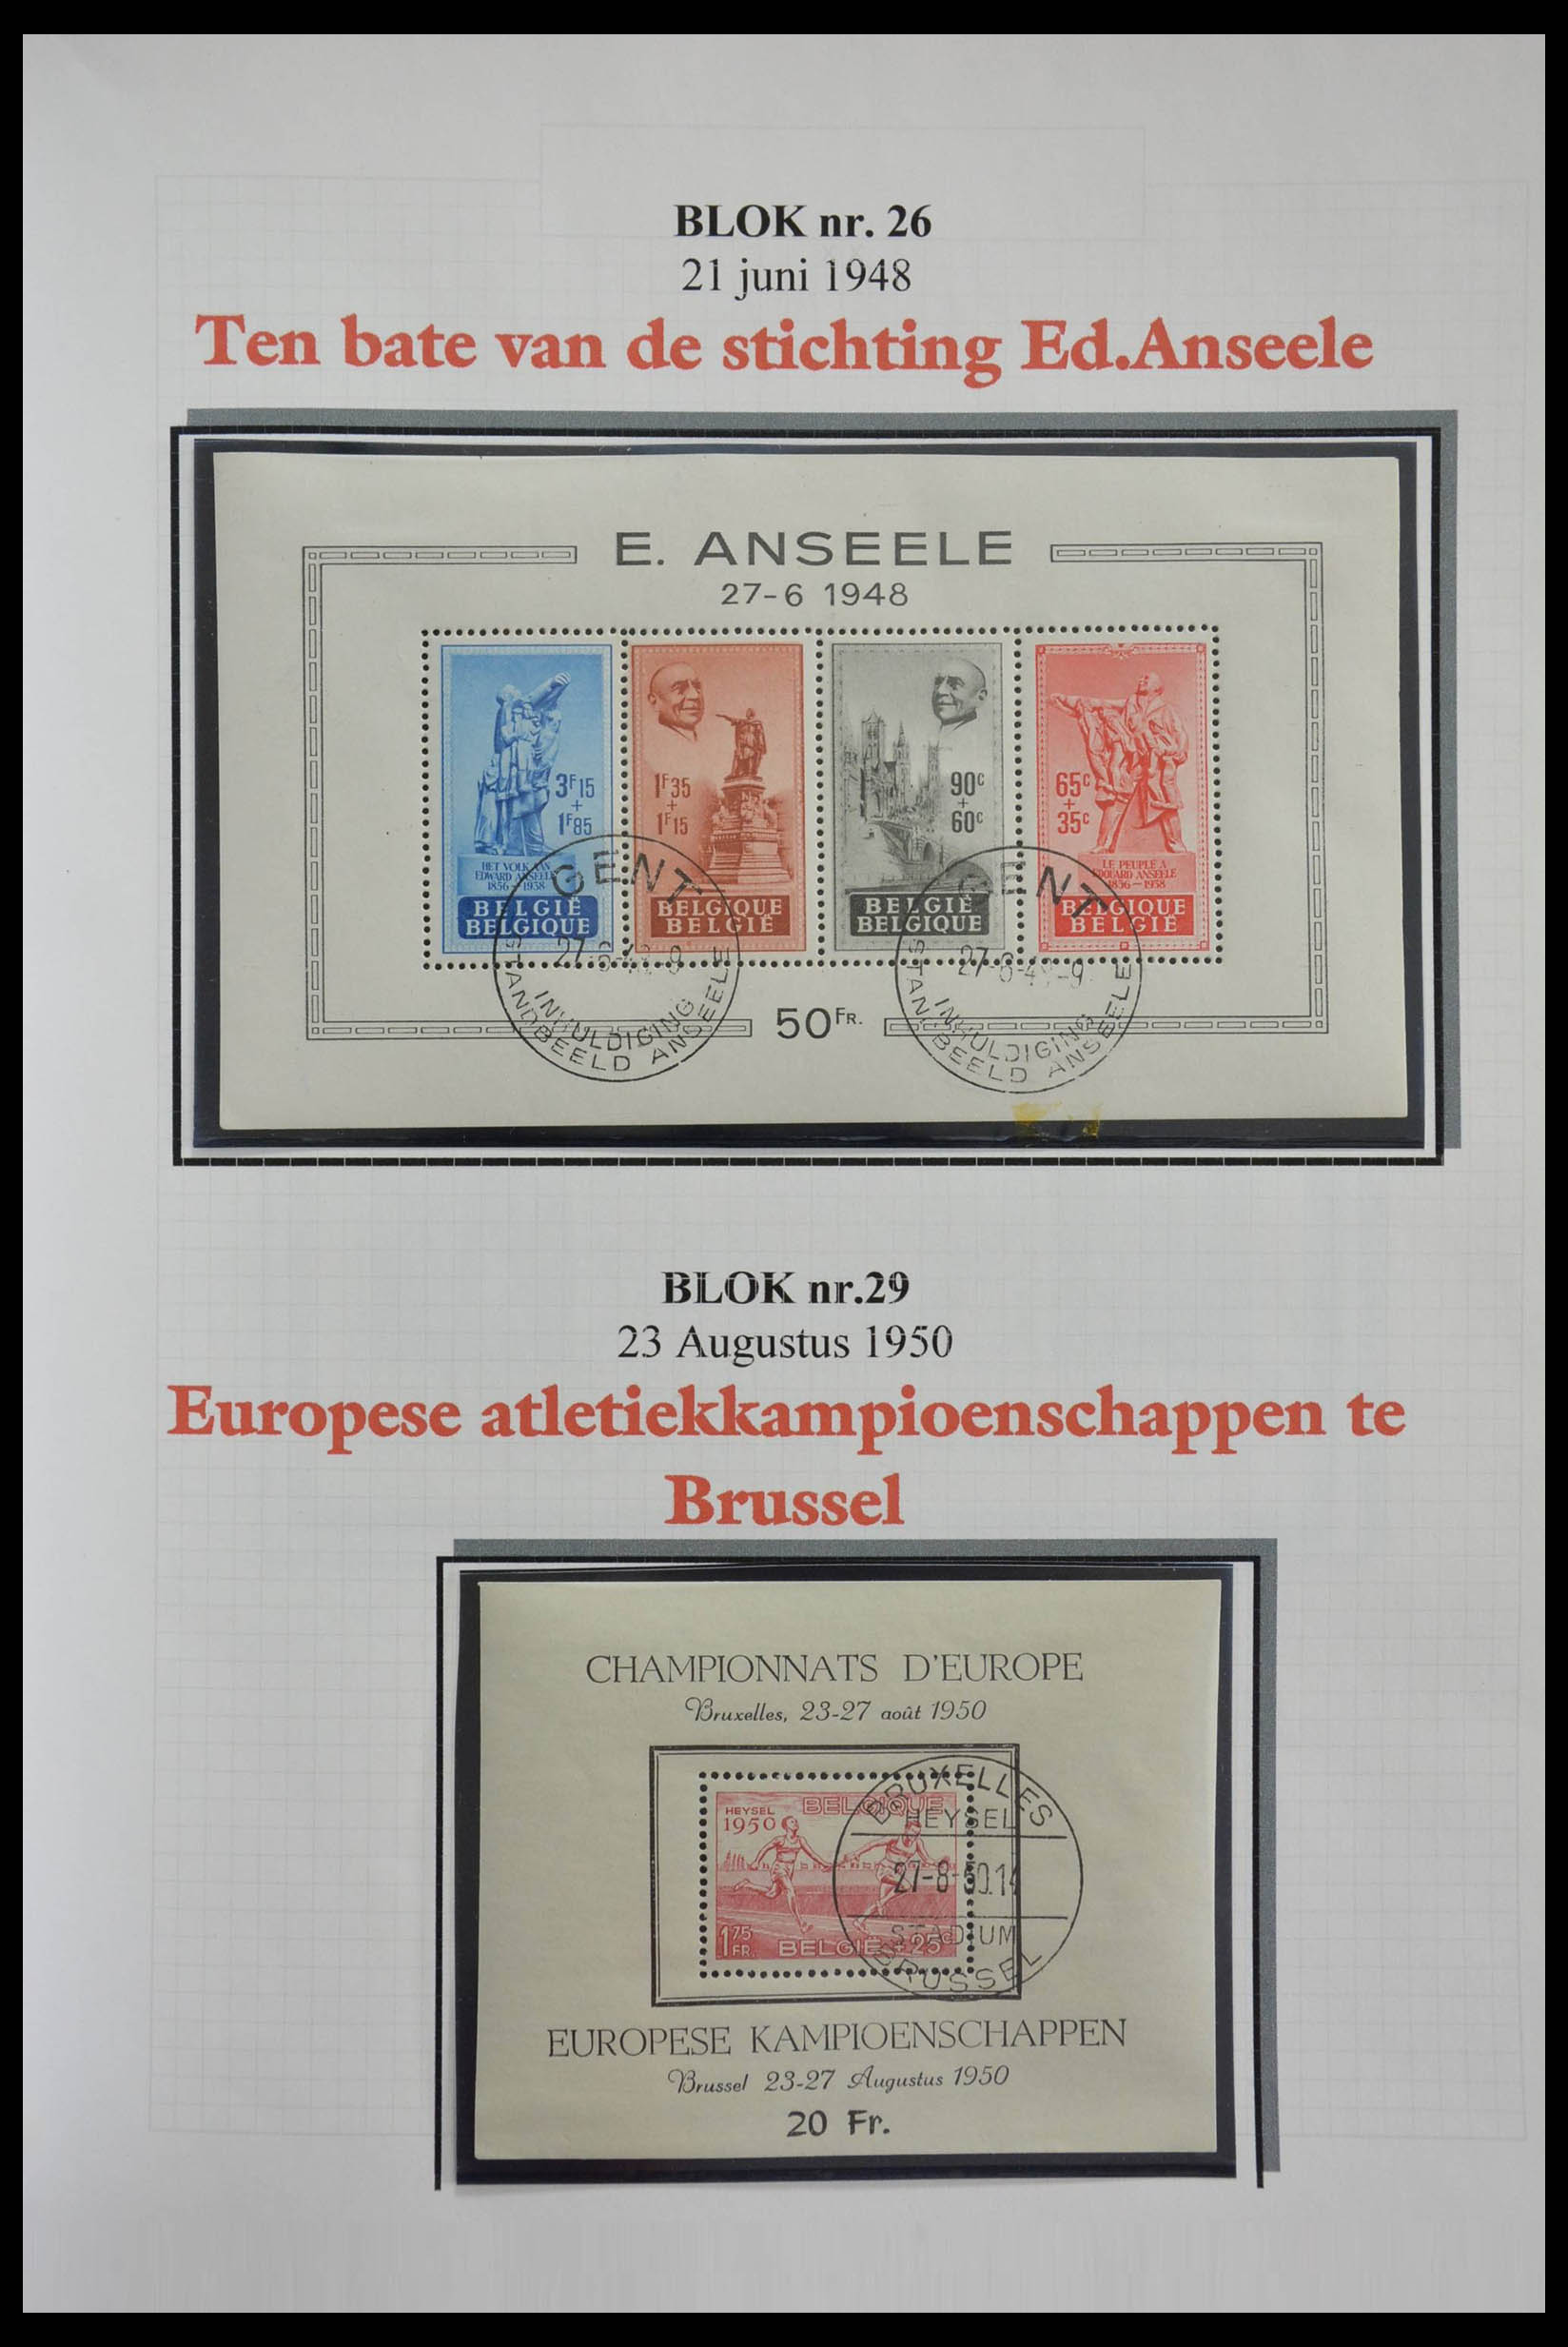 BLOK nr. 26
21 juni 1948
Ten bate van de stichting Ed.Anseele
E. ANSEELE
27-6 1948
3F15
+
1F85
HET VOLK AAN
EDWARD ANSEELE
1856-1938
BELGIË
BELGIQUE
1F35
+
1F15
BELGIQUE
BELGIË
90c
+
60c
BELGIË
BELGIQUE
65c
+
35c
LE PEUPLE A
EDOUARD ANSEELE
1856-1938
BELGIQUE
BELGIË
GENT
INHULDIGING
STANDBEELD ANSEELE
GENT
INHULDIGING
STANDBEELD ANSEELE
50 FR.
BLOK nr.29
23 Augustus 1950
Europese atletiekkampioenschappen te
Brussel
CHAMPIONNATS D'EUROPE
Bruxelles, 23-27 août 1950
HEYSEL BELGIQUE
1950
1 75 FR. BELGIË +25c
BRUXELLES
HEYSEL
27-8-50.14
STADIUM
BRUSSEL
EUROPESE KAMPIOENSCHAPPEN
Brussel 23-27 Augustus 1950
20 Fr.